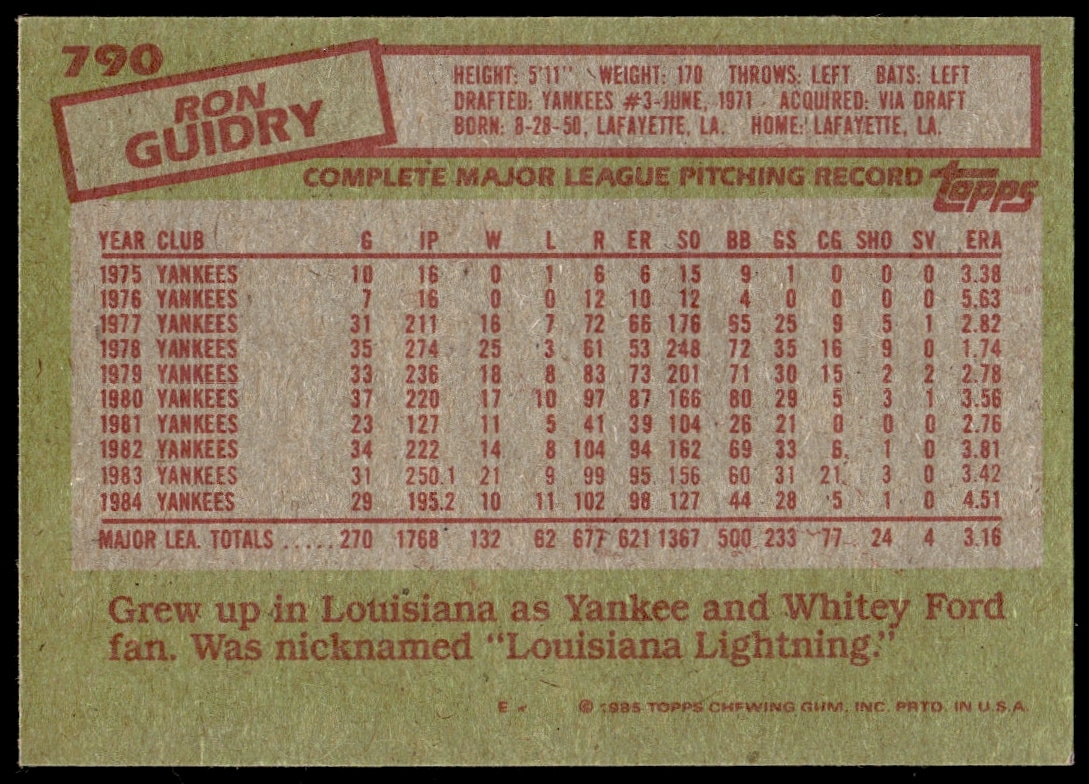 790
RON
GUIDRY
HEIGHT: 5'11" WEIGHT: 170 THROWS: LEFT BATS: LEFT
DRAFTED: YANKEES #3-JUNE, 1971 ACQUIRED: VIA DRAFT
BORN: 8-28-50, LAFAYETTE, LA. HOME: LAFAYETTE, LA.
COMPLETE MAJOR LEAGUE PITCHING RECORD topps
YEAR CLUB G IP W L R ER SO BB GS CG SHO SV ERA
1975 YANKEES 10 16 0 1 6 6 15 9 1 0 0 0 3.38
1976 YANKEES 7 16 0 0 12 10 12 4 0 0 0 0 5.63
1977 YANKEES 31 211 16 7 72 66 176 65 25 9 5 1 2.82
1978 YANKEES 35 274 25 3 61 53 248 72 35 16 9 0 1.74
1979 YANKEES 33 236 18 8 83 73 201 71 30 15 2 2 2.78
1980 YANKEES 37 220 17 10 97 87 166 80 29 5 3 1 3.56
1981 YANKEES 23 127 11 5 41 39 104 26 21 0 0 0 2.76
1982 YANKEES 34 222 14 8 104 94 162 69 33 6 1 0 3.81
1983 YANKEES 31 250.1 21 9 99 95 156 60 31 21 3 0 3.42
1984 YANKEES 29 195.2 10 11 102 98 127 44 28 5 1 0 4.51
MAJOR LEA. TOTALS ..... 270 1768 132 62 677 621 1367 500 233 77 24 4 3.16
Grew up in Louisiana as Yankee and Whitey Ford
fan. Was nicknamed "Louisiana Lightning."
E * © 1985 TOPPS CHEWING GUM, INC. PRTD. IN U.S.A.